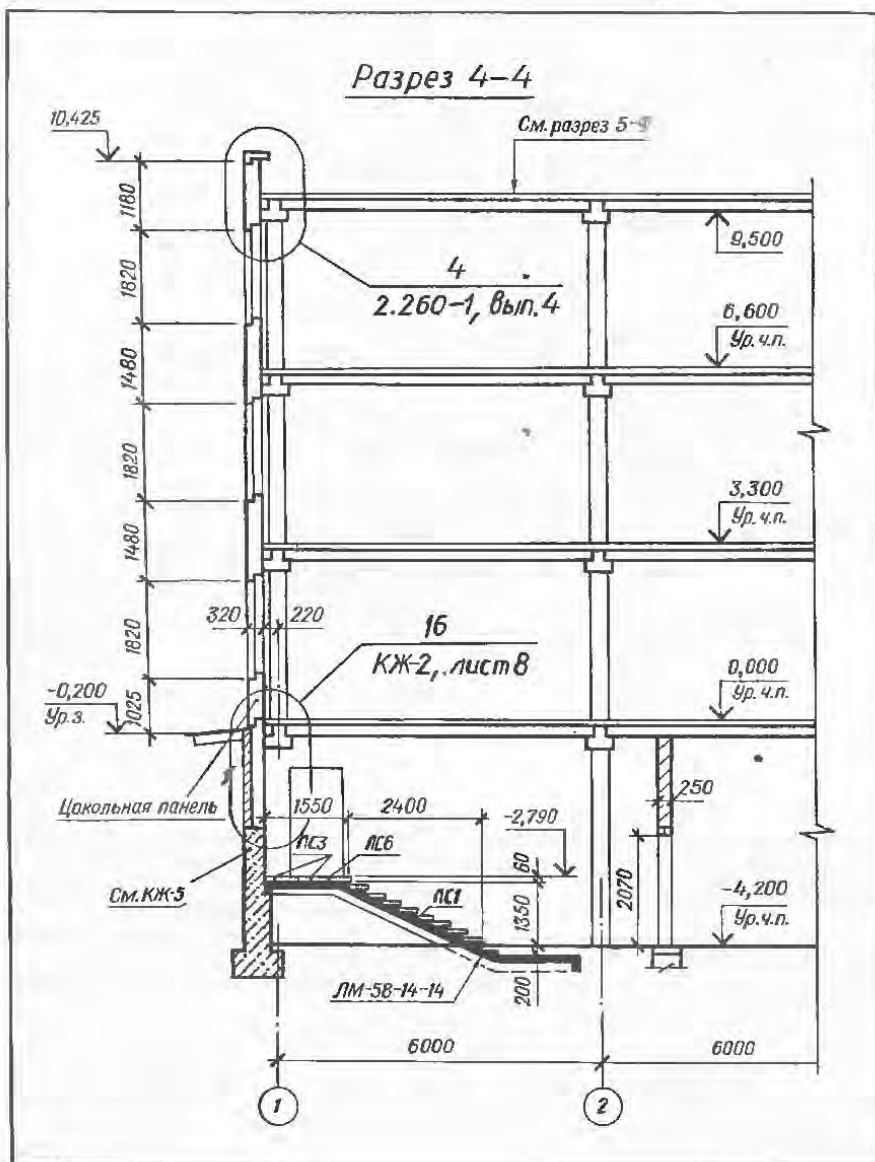 Разрез 4-4
10,425
См. разрез 5-5
1180
9,500
4
2.260-1, вып. 4
1820
6,600
Ур.ч.п.
1480
1820
3,300
Ур.ч.п.
1480
320
220
16
КЖ-2, лист 8
1820
0,000
Ур.ч.п.
-0,200
Ур.з.
1025
250
Цокольная панель
1550
2400
-2,790
ЛС3
ЛС6
60
См. КЖ-5
ЛС1
1350
2070
-4,200
Ур.ч.п.
ЛМ-58-14-14
200
6000
6000
1
2